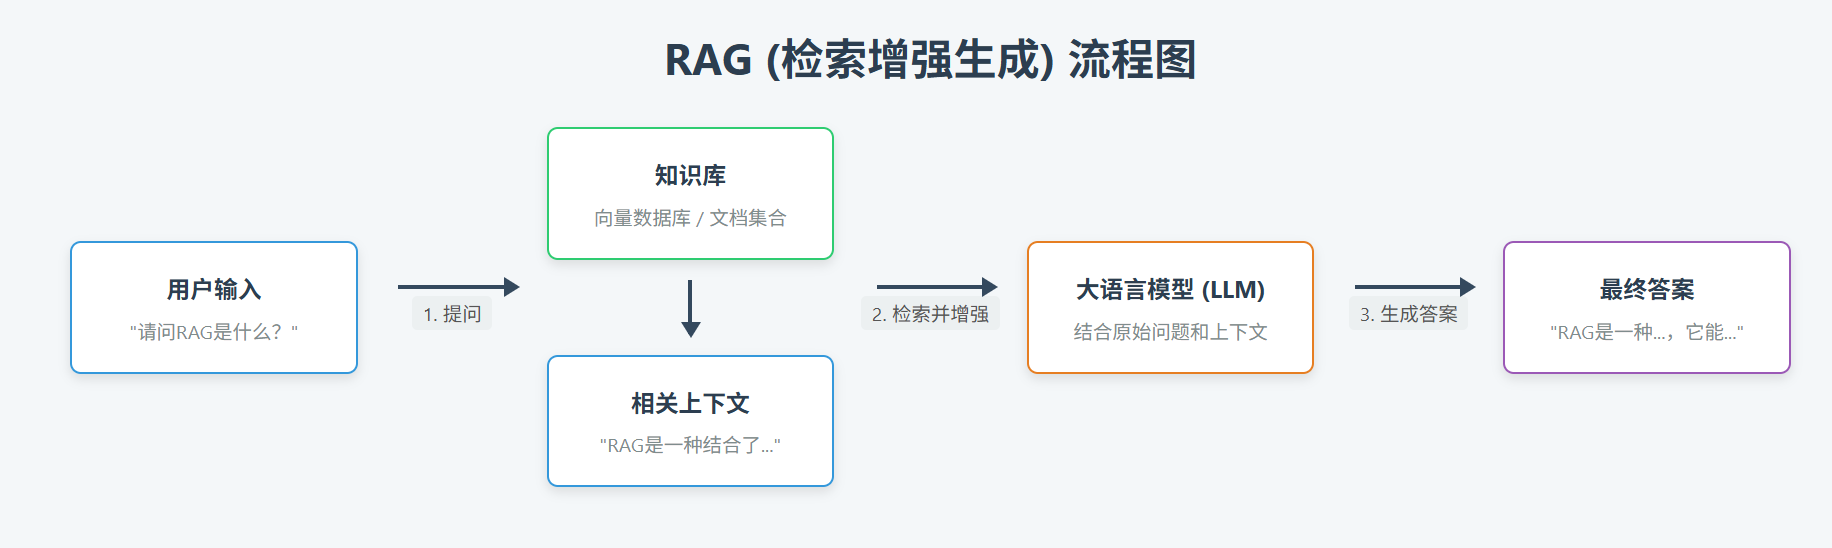 RAG (检索增强生成) 流程图
用户输入
"请问RAG是什么？"
1. 提问
知识库
向量数据库 / 文档集合
相关上下文
"RAG是一种结合了..."
2. 检索并增强
大语言模型 (LLM)
结合原始问题和上下文
3. 生成答案
最终答案
"RAG是一种...，它能..."